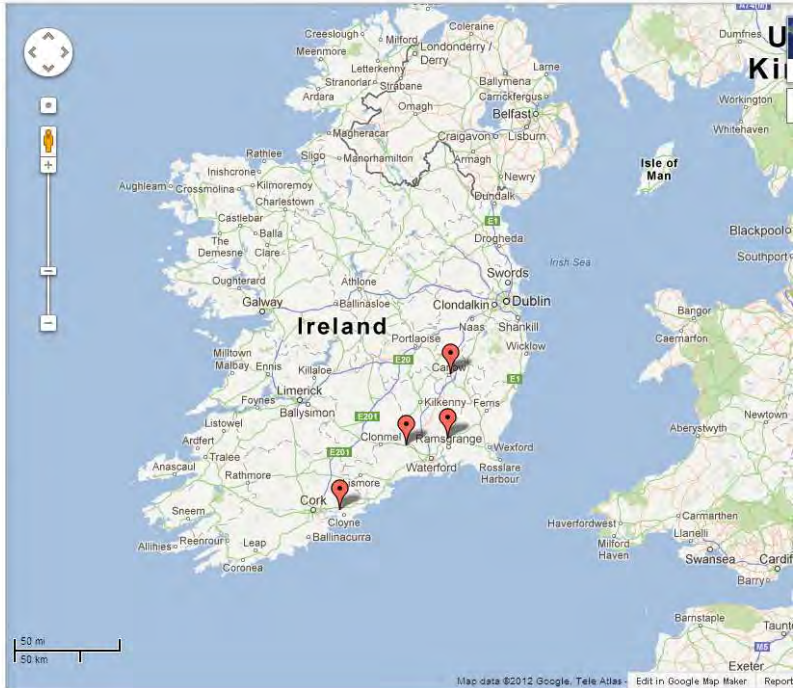 Creeslough
Coleraine
Milford
Dumfries
Meenmore
Londonderry /
Derry
U
Letterkenny
Ballymena
Larne
Kin
Stranorlar
Strabane
Carrickfergus
Ardara
Omagh
Belfast
Workington
Magheracar
Craigavon
Lisburn
Whitehaven
Rathlee
Sligo
Manorhamilton
Armagh
Isle of
Man
Inishcrone
Newry
Aughleam
Crossmolina
Kilmoremoy
Dundalk
Charlestown
E1
Castlebar
Balla
Drogheda
Blackpool
The
Demesne
Clare
Irish Sea
Southport
Swords
Oughterard
Athlone
Ballinasloe
Clondalkin
Dublin
Galway
Naas
Bangor
Ireland
Shankill
Portlaoise
Caernarfon
Milltown
Malbay
Wicklow
Ennis
Killaloe
E20
Carlow
E1
Limerick
Foynes
Ballysimon
Kilkenny
Ferns
Newtown
Listowel
E201
Aberystwyth
Ardfert
Clonmel
Ramsgrange
Wexford
Tralee
E201
Anascaul
Waterford
Rosslare
Harbour
Rathmore
Lismore
Cork
Sneem
Cloyne
Haverfordwest
Carmarthen
Allihies
Reenrour
Leap
Ballinacurra
Milford
Haven
Llanelli
Coronea
Swansea
Cardif
Barry
Barnstaple
50 mi
Taunto
50 km
M5
Exeter
Map data ©2012 Google, Tele Atlas - Edit in Google Map Maker Report